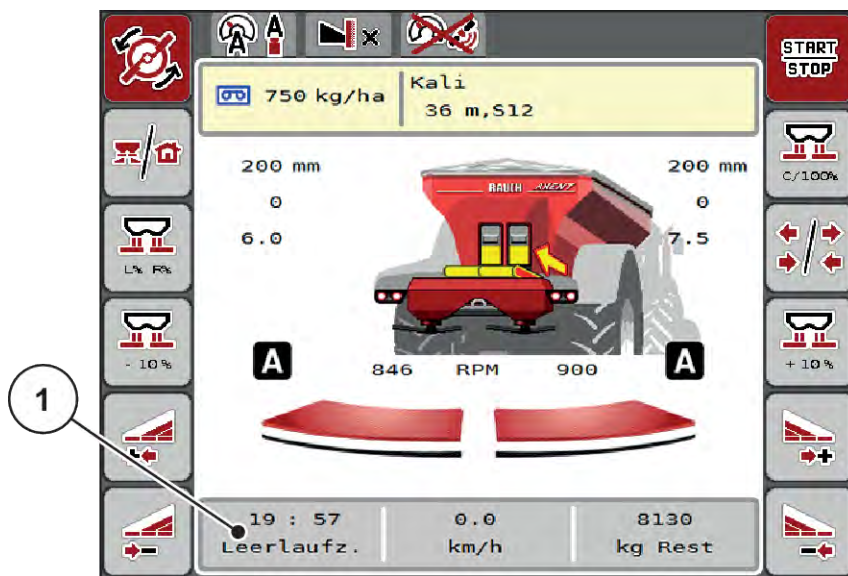 A A
START
STOP
750 kg/ha
Kali
36 m,S12
200 mm
200 mm
0
0
6.0
7.5
RAUCH AXENT
C/100%
L% R%
- 10 %
+ 10 %
A
846 RPM 900
A
1
19 : 57
Leerlaufz.
0.0
km/h
8130
kg Rest